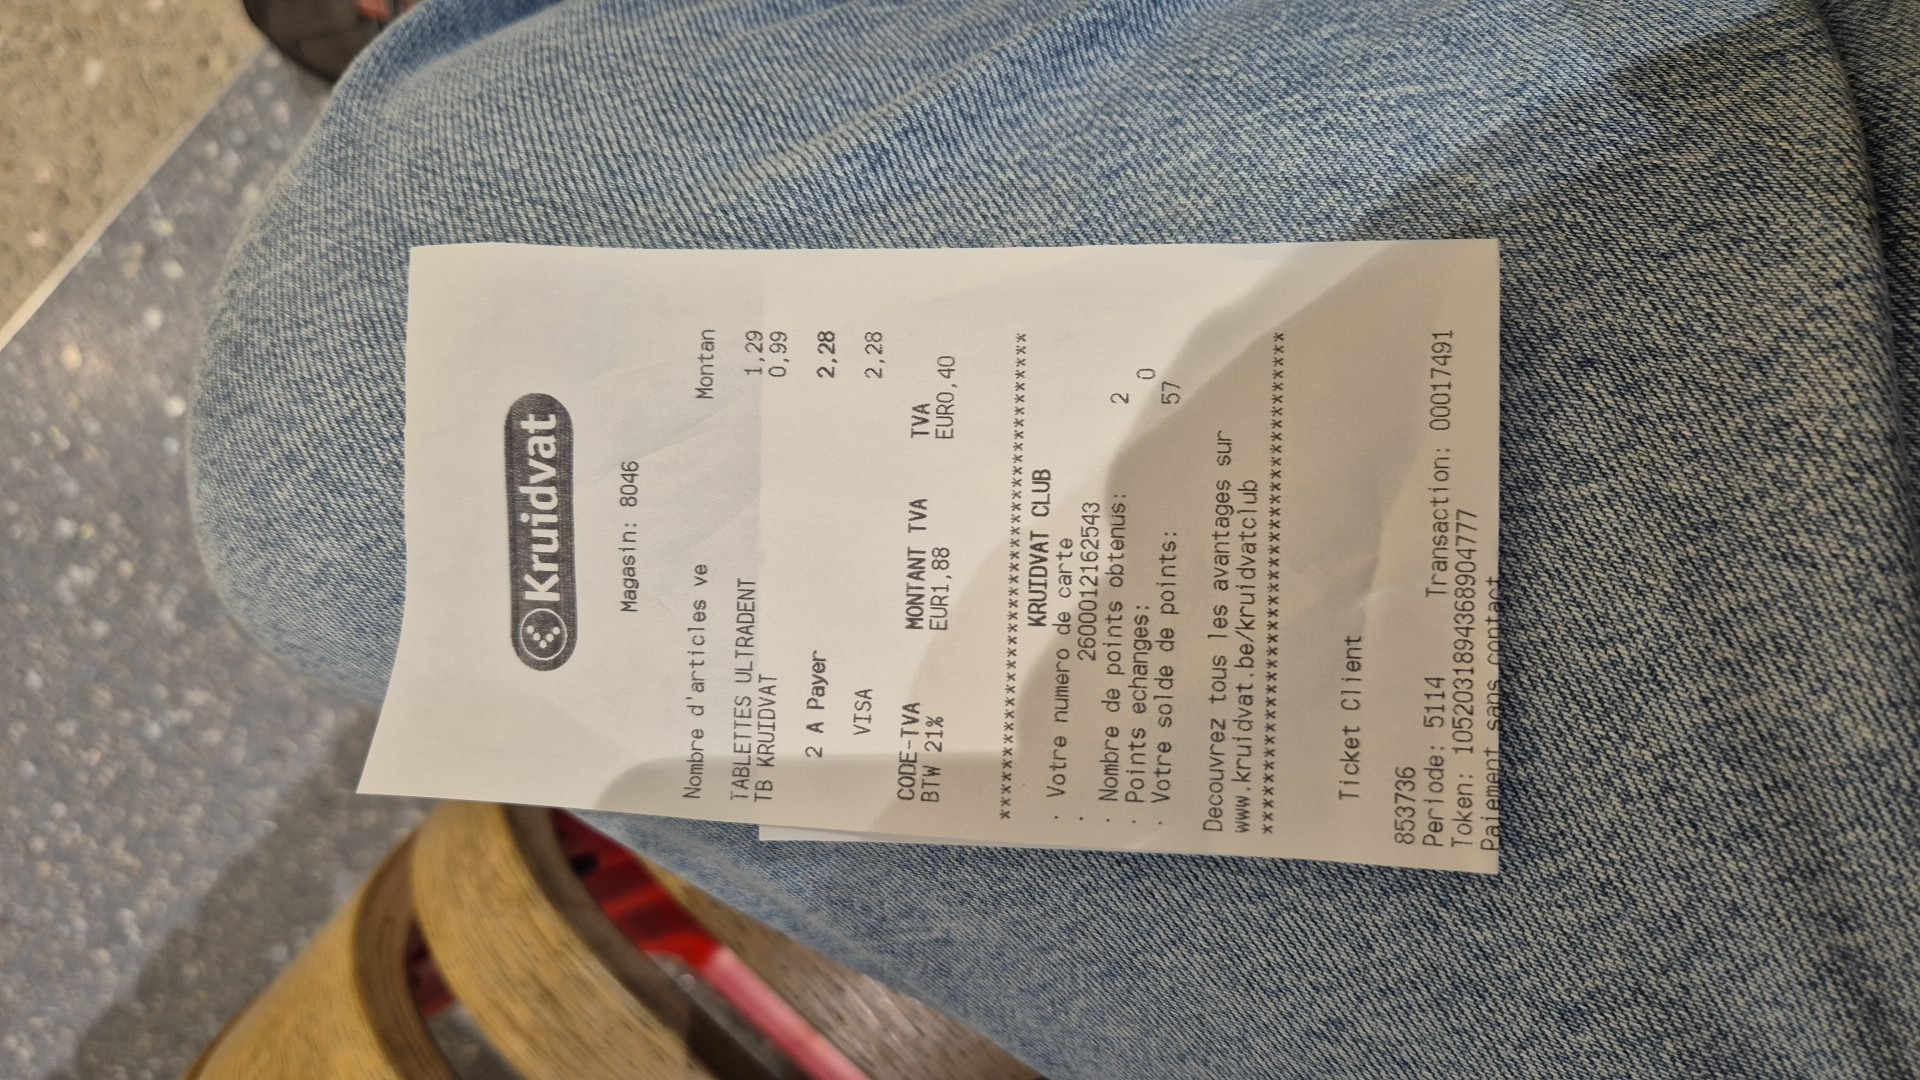 Kruidvat
Magasin: 8046
Nombre d'articles ve Montan
TABLETTES ULTRADENT 1,29
TB KRUIDVAT 0,99
2 A Payer 2,28
VISA 2,28
CODE-TVA MONTANT TVA TVA
BTW 21% EUR1,88 EURO,40
****************************************
KRUIDVAT CLUB
. Votre numero de carte
. 2600012162543
. Nombre de points obtenus: 2
. Points echanges: 0
. Votre solde de points: 57
Decouvrez tous les avantages sur
www.kruidvat.be/kruidvatclub
****************************************
Ticket Client
853736
Periode: 5114 Transaction: 00017491
Token: 1052031894368904777
Paiement sans contact